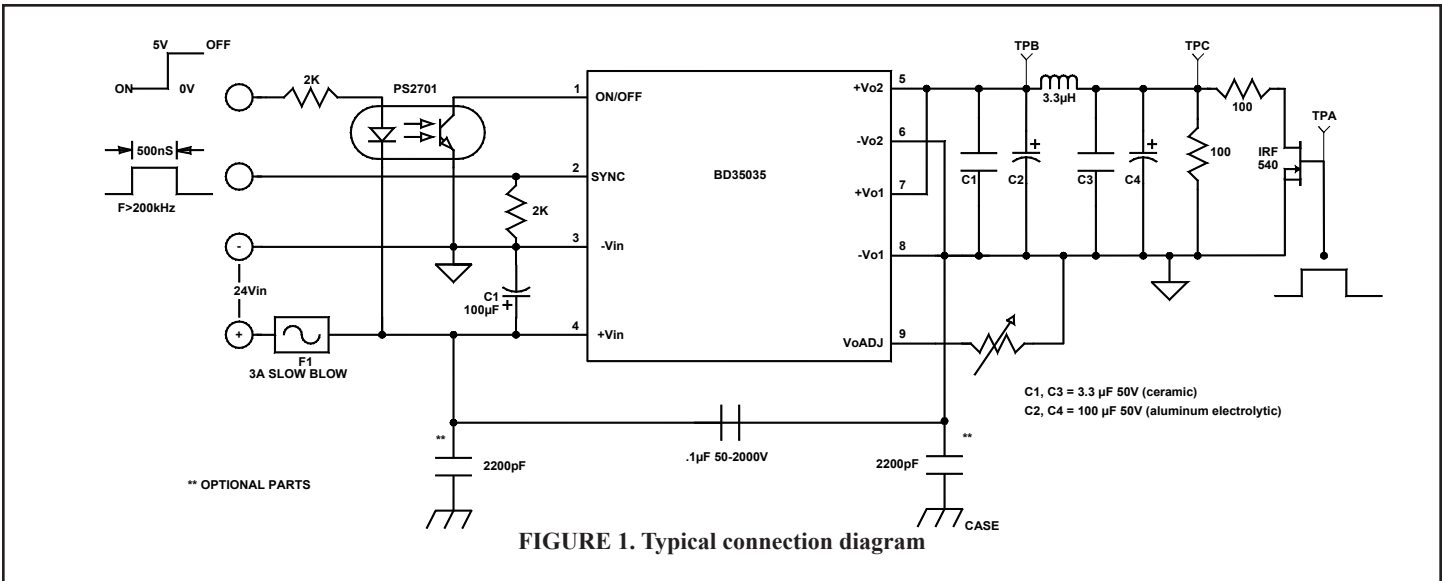 5V OFF
ON 0V
2K
PS2701
1 ON/OFF
500nS
F>200kHz
2 SYNC
2K
3 -Vin
-
24Vin
C1
100µF +
+
F1
3A SLOW BLOW
4 +Vin
BD35035
+Vo2 5
-Vo2 6
+Vo1 7
-Vo1 8
VoADJ 9
TPB
3.3µH
TPC
100
TPA
C1
+
C2
C3
+
C4
100
IRF
540
C1, C3 = 3.3 µF 50V (ceramic)
C2, C4 = 100 µF 50V (aluminum electrolytic)
**
2200pF
.1µF 50-2000V
**
2200pF
** OPTIONAL PARTS
CASE
FIGURE 1. Typical connection diagram